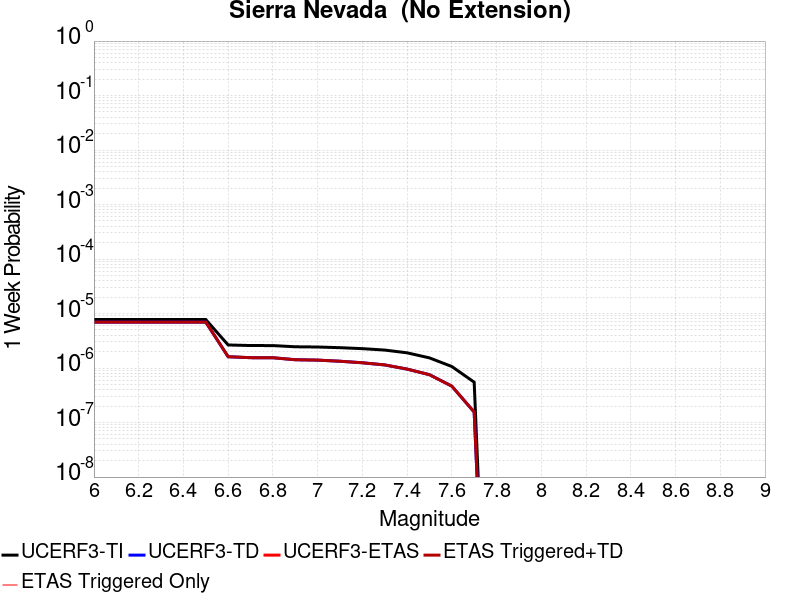 Sierra Nevada  (No Extension)
10^0
10^-1
10^-2
10^-3
10^-4
10^-5
10^-6
10^-7
10^-8
1 Week Probability
6 6.2 6.4 6.6 6.8 7 7.2 7.4 7.6 7.8 8 8.2 8.4 8.6 8.8 9
Magnitude
UCERF3-TI UCERF3-TD UCERF3-ETAS ETAS Triggered+TD
ETAS Triggered Only